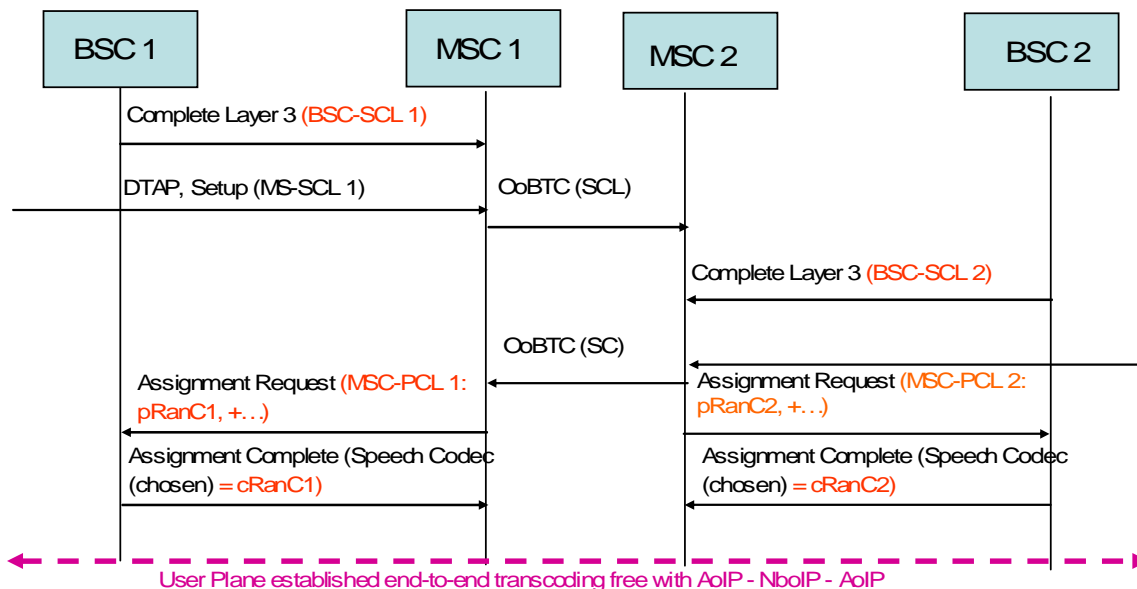 BSC 1
MSC 1
MSC 2
BSC 2
Complete Layer 3 (BSC-SCL 1)
DTAP, Setup (MS-SCL 1)
OoBTC (SCL)
Complete Layer 3 (BSC-SCL 2)
OoBTC (SC)
Assignment Request (MSC-PCL 1:
pRanC1, +…)
Assignment Request (MSC-PCL 2:
pRanC2, +…)
Assignment Complete (Speech Codec
(chosen) = cRanC1)
Assignment Complete (Speech Codec
(chosen) = cRanC2)
User Plane established end-to-end transcoding free with AoIP - NboIP - AoIP